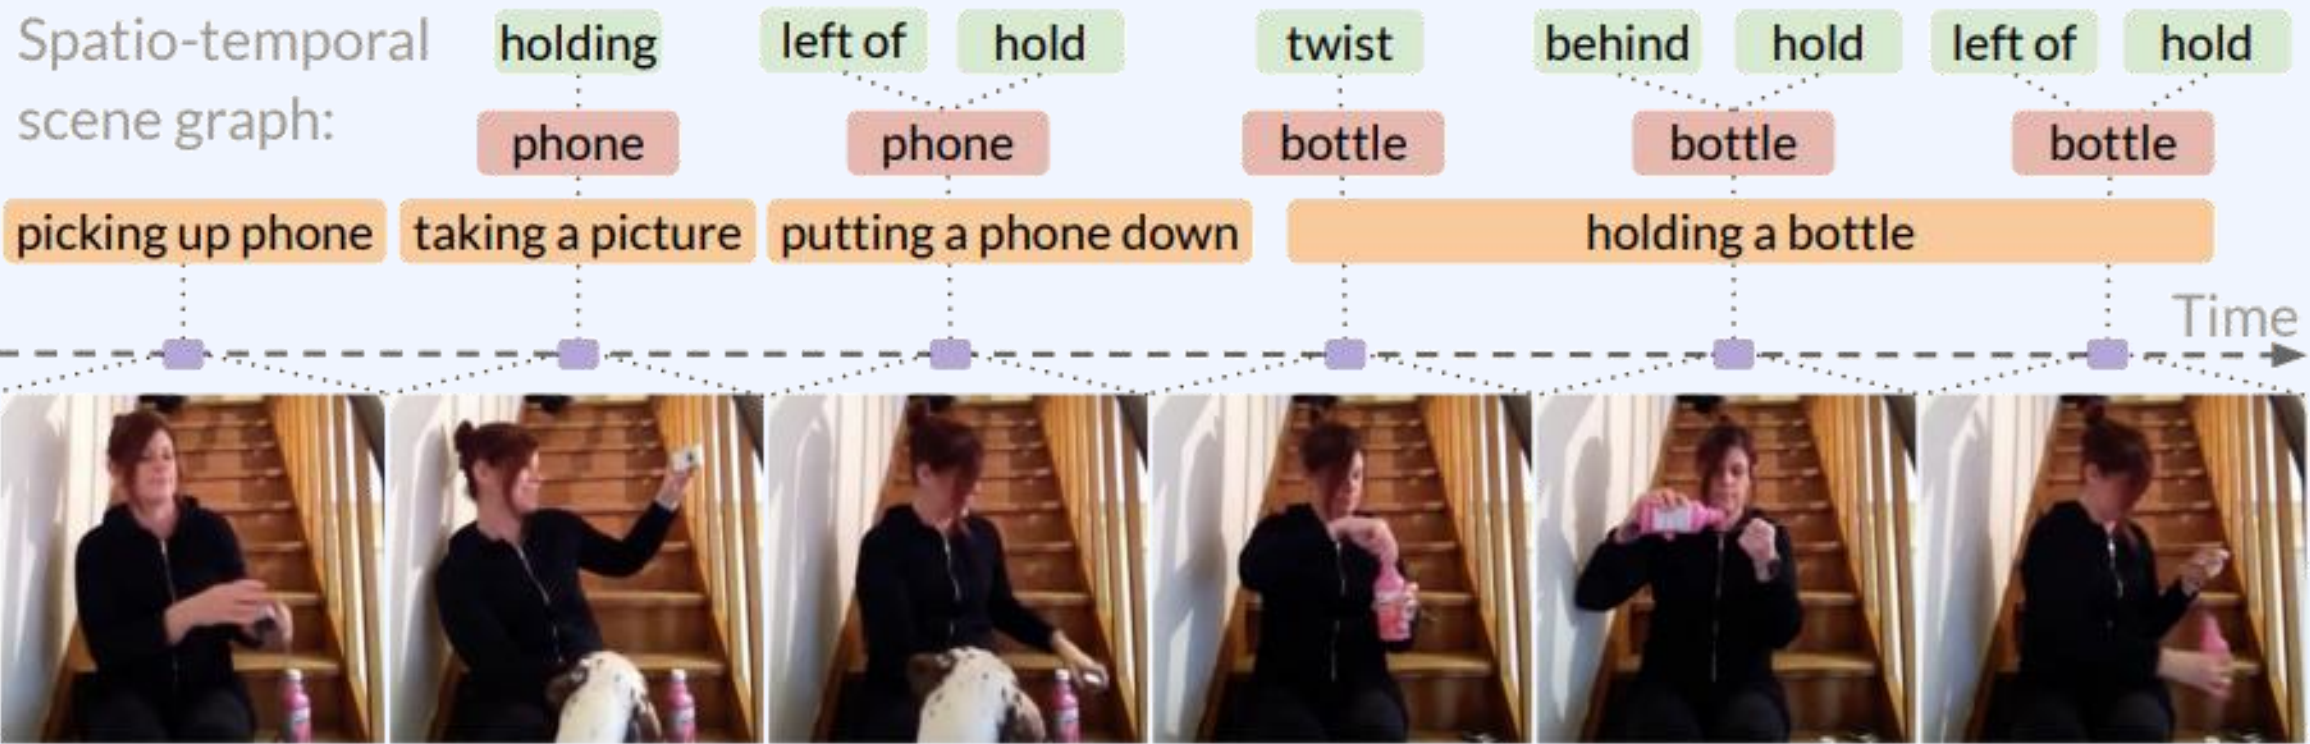 Spatio-temporal
scene graph:
holding left of hold twist behind hold left of hold
phone phone bottle bottle bottle
picking up phone taking a picture putting a phone down holding a bottle
Time